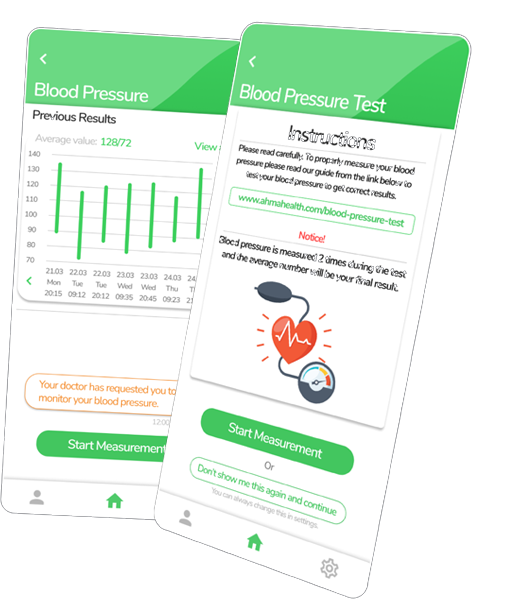 Blood Pressure
Previous Results
Average value: 128/72
View
140
130
120
110
100
90
80
70
21.03 22.03 22.03 23.03 23.03 24.03 24.
Mon Tue Tue Wed Wed Thu Th
20:15 09:12 20:12 09:35 20:45 09:23 21
Your doctor has requested you to
monitor your blood pressure.
12:00
Start Measurement
Blood Pressure Test
Instructions
Please read carefully. To properly measure your blood
pressure please read our guide from the link below to
test your blood pressure to get correct results.
www.ahmahealth.com/blood-pressure-test
Notice!
Blood pressure is measured 2 times during the test
and the average number will be your final result.
Start Measurement
Or
Don't show me this again and continue
You can always change this in settings.